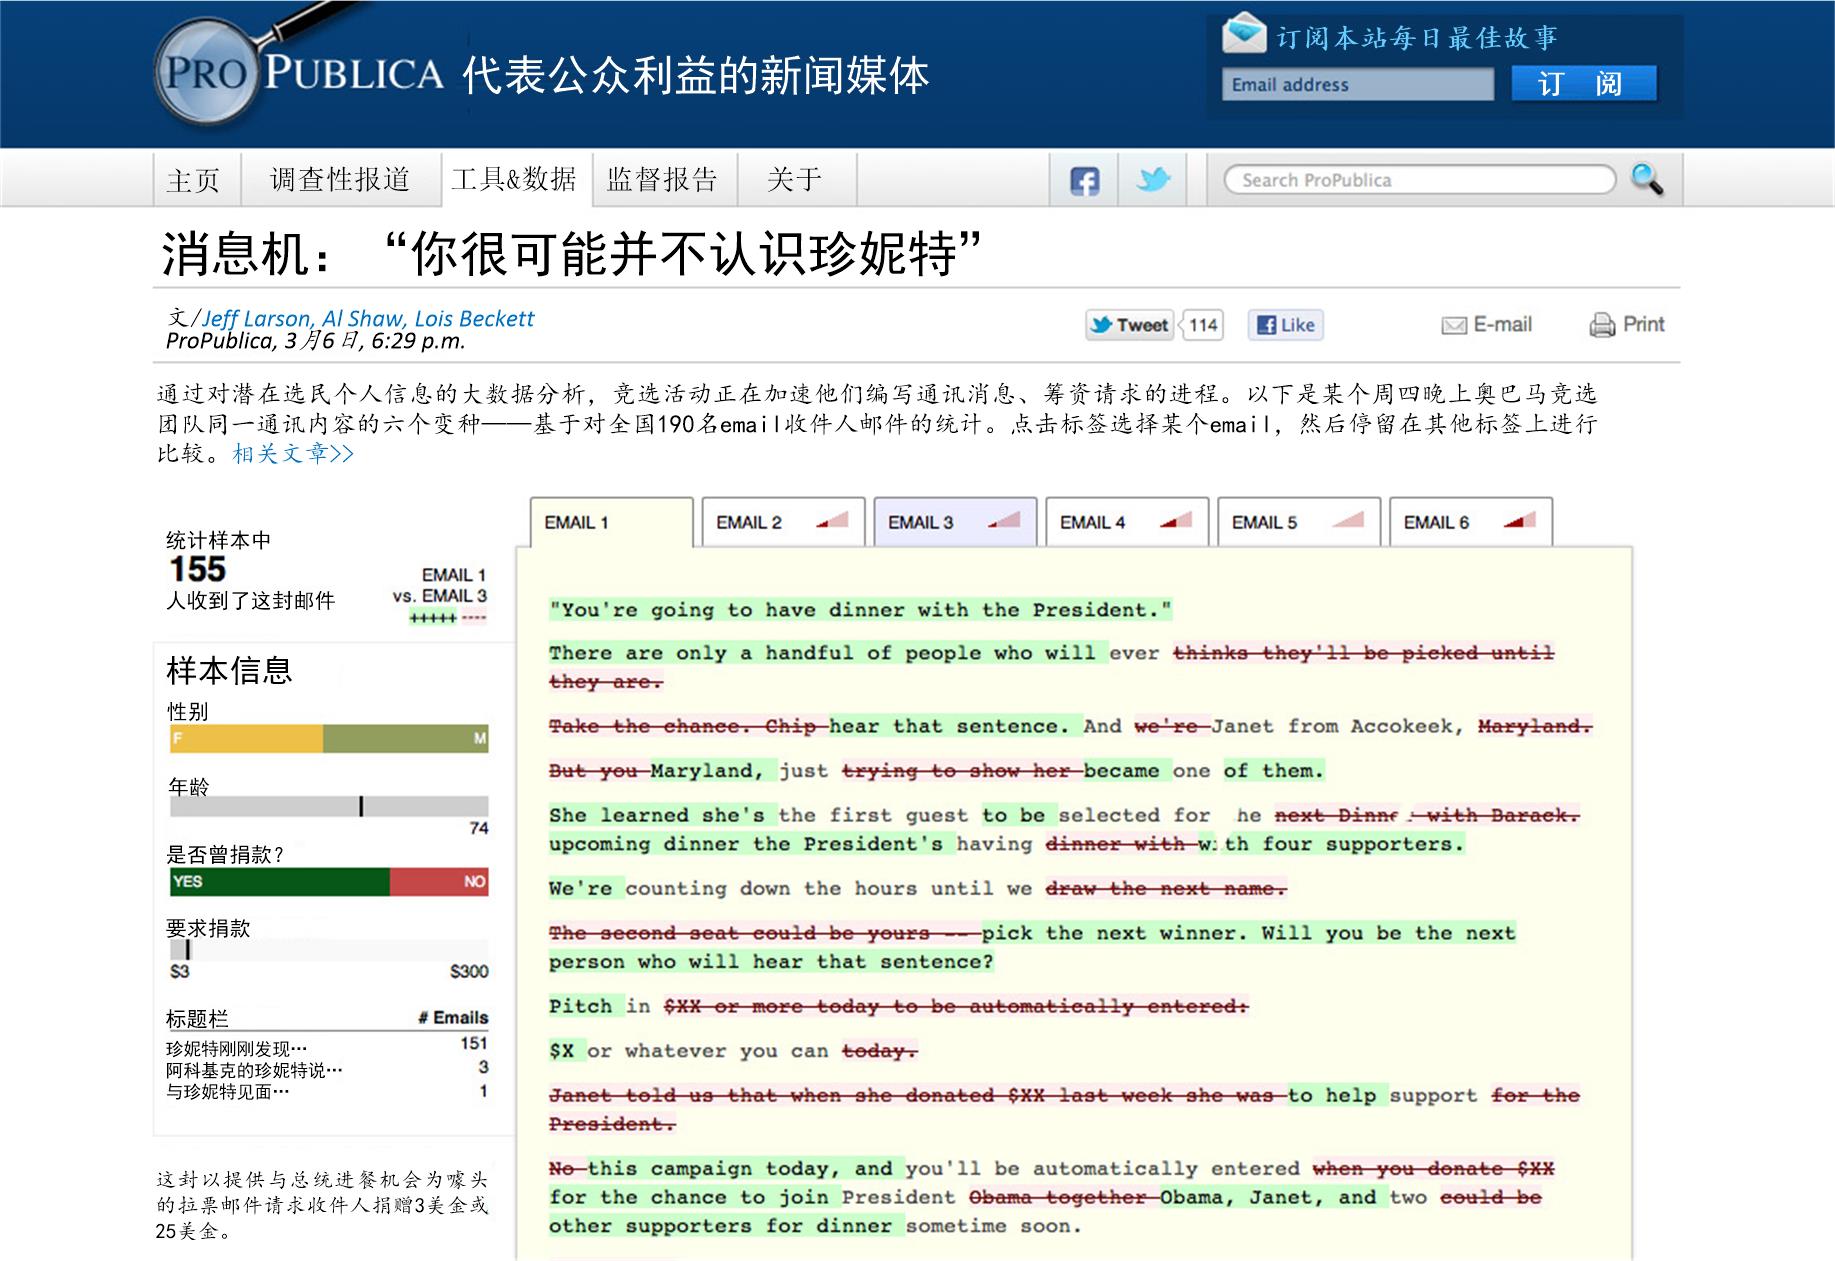 PROPUBLICA 代表公众利益的新闻媒体
订阅本站每日最佳故事
Email address
订 阅
主页 调查性报道 工具&数据 监督报告 关于
Search ProPublica
消息机：“你很可能并不认识珍妮特”
文/Jeff Larson, Al Shaw, Lois Beckett
ProPublica, 3月6日, 6:29 p.m.
Tweet 114 Like E-mail Print
通过对潜在选民个人信息的大数据分析，竞选活动正在加速他们编写通讯消息、筹资请求的进程。以下是某个周四晚上奥巴马竞选
团队同一通讯内容的六个变种——基于对全国190名email收件人邮件的统计。点击标签选择某个email，然后停留在其他标签上进行
比较。相关文章>>
统计样本中
155
人收到了这封邮件
EMAIL 1
vs. EMAIL 3
+++++ ----
样本信息
性别
F M
年龄
74
是否曾捐款?
YES NO
要求捐款
$3 $300
标题栏 # Emails
珍妮特刚刚发现… 151
阿科基克的珍妮特说… 3
与珍妮特见面… 1
这封以提供与总统进餐机会为噱头
的拉票邮件请求收件人捐赠3美金或
25美金。
EMAIL 1 EMAIL 2 EMAIL 3 EMAIL 4 EMAIL 5 EMAIL 6
"You're going to have dinner with the President."
There are only a handful of people who will ever thinks they'll be picked until
they are.
Take the chance. Chip hear that sentence. And we're Janet from Accokeek, Maryland.
But you Maryland, just trying to show her became one of them.
She learned she's the first guest to be selected for he next Dinner with Barack.
upcoming dinner the President's having dinner with with four supporters.
We're counting down the hours until we draw the next name.
The second seat could be yours -- pick the next winner. Will you be the next
person who will hear that sentence?
Pitch in $XX or more today to be automatically entered:
$X or whatever you can today.
Janet told us that when she donated $XX last week she was to help support for the
President.
No this campaign today, and you'll be automatically entered when you donate $XX
for the chance to join President Obama together Obama, Janet, and two could be
other supporters for dinner sometime soon.